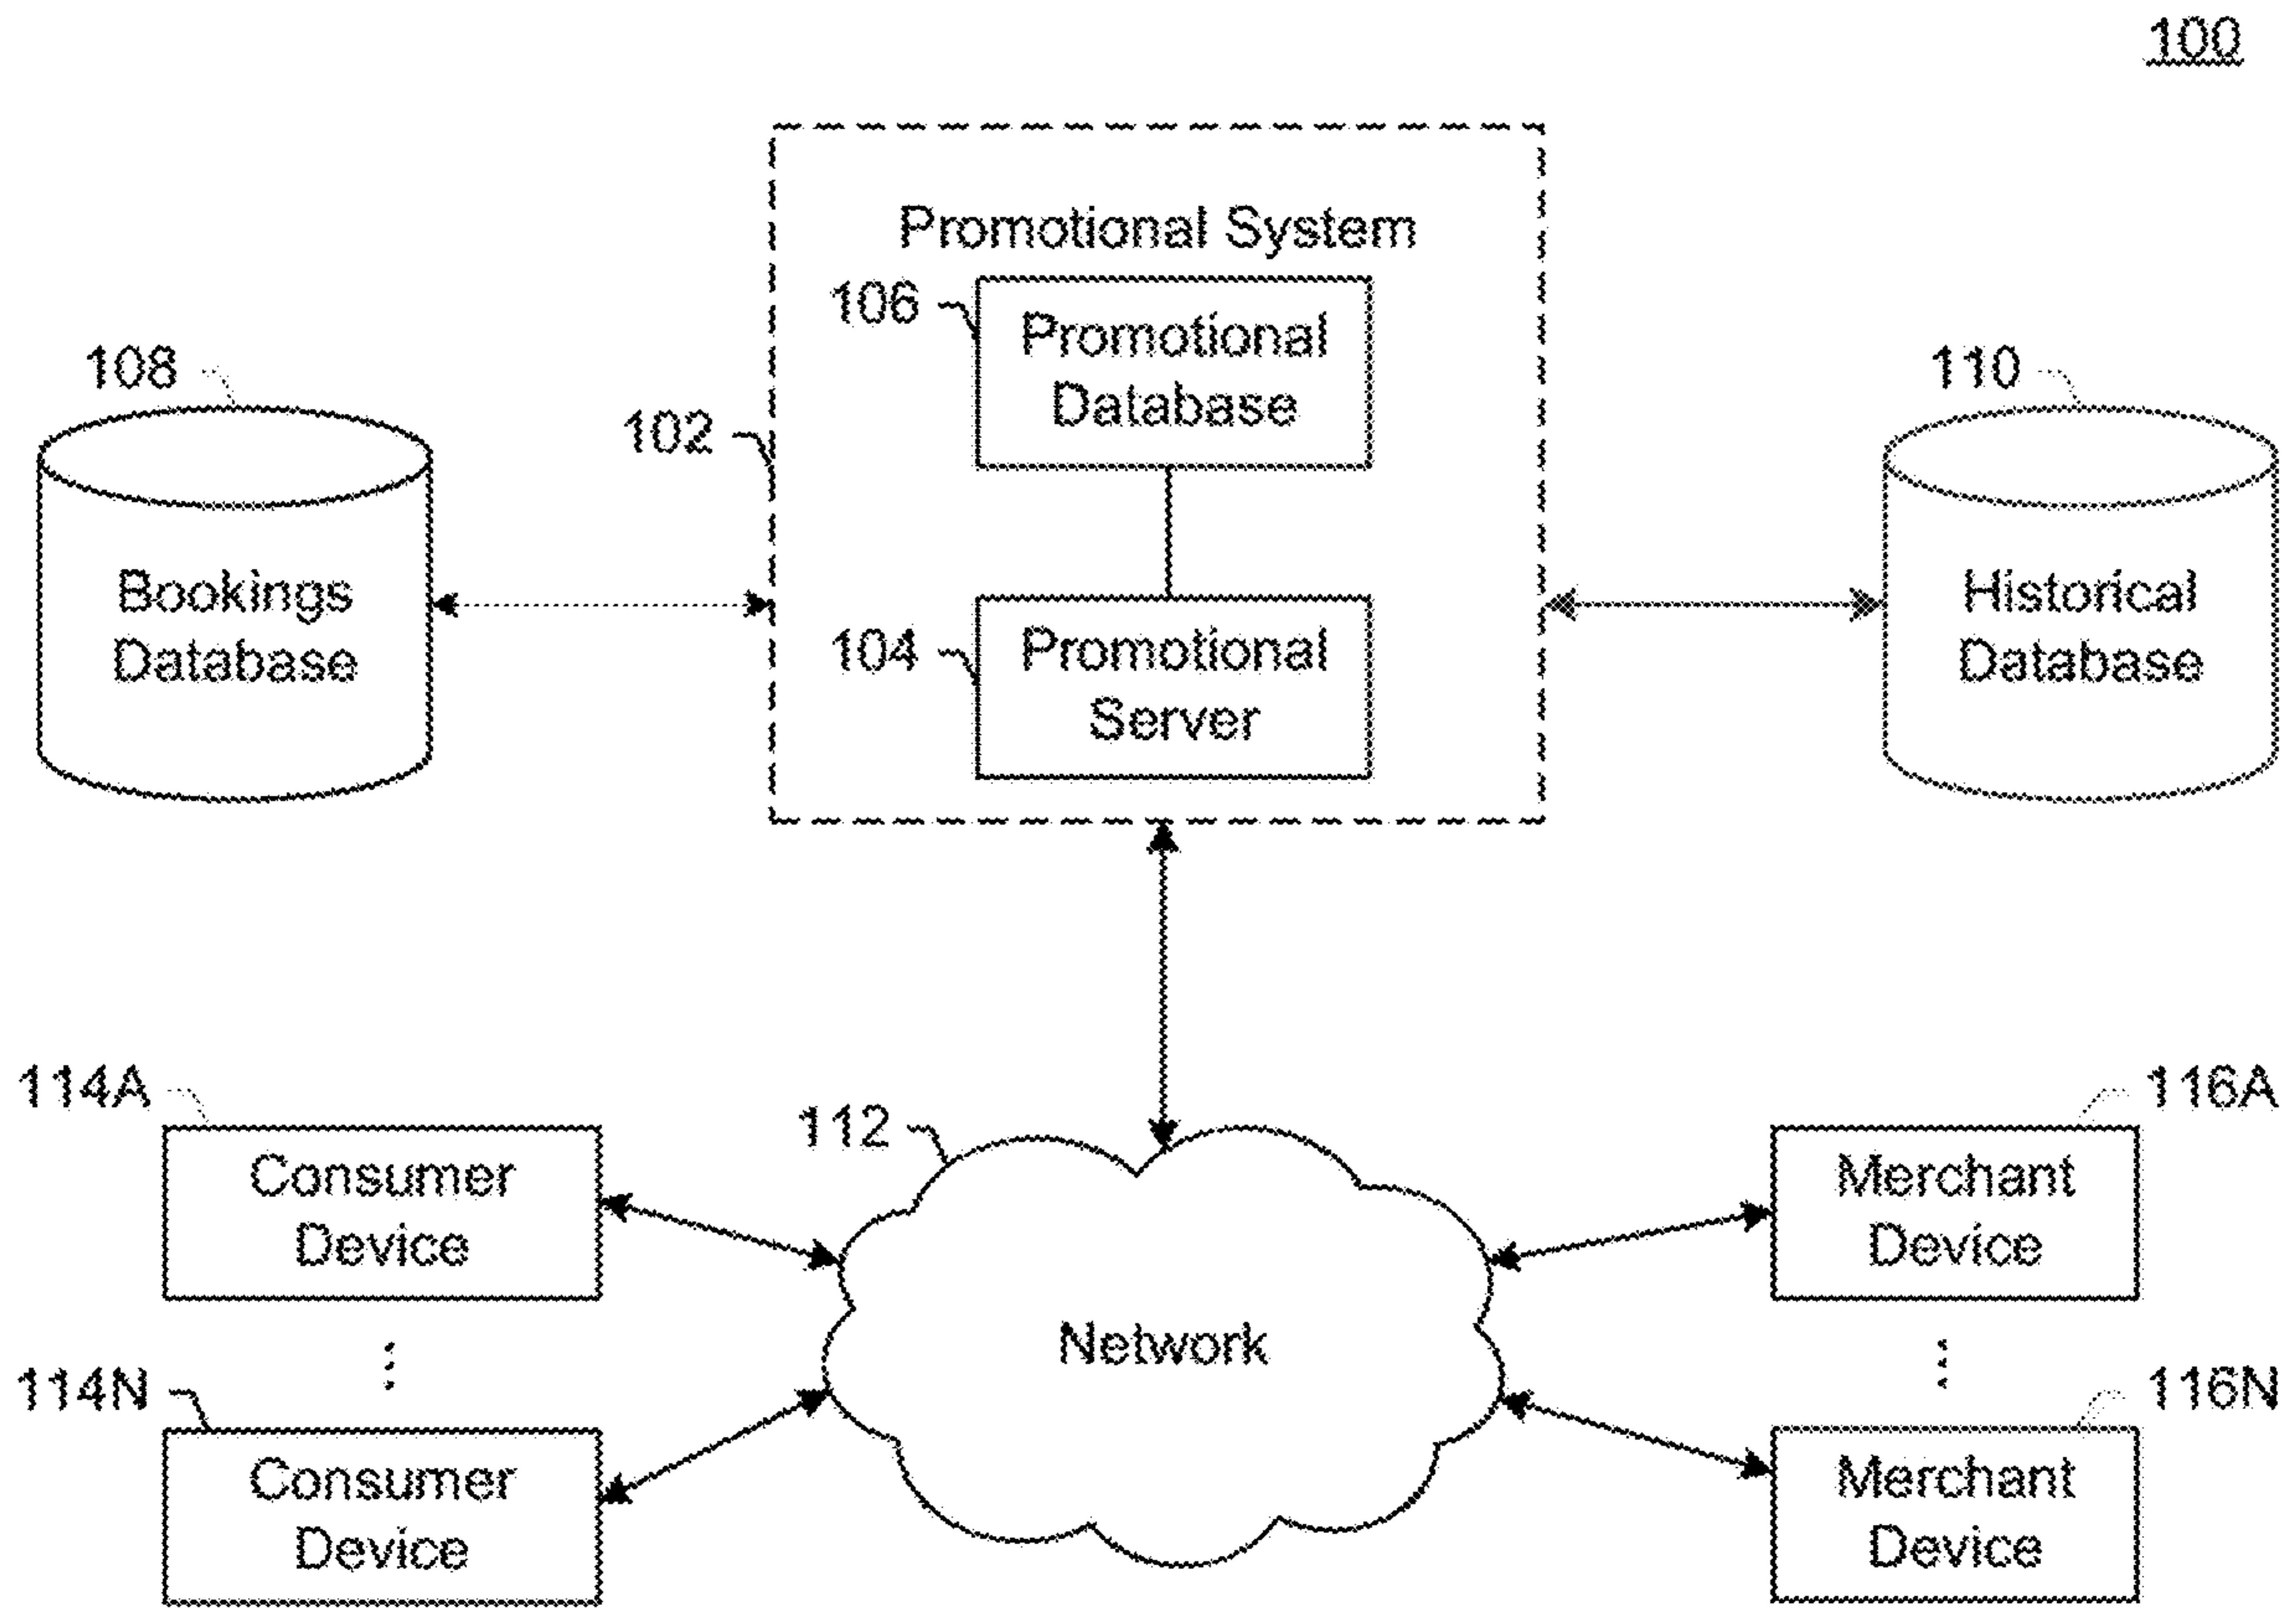 100
Promotional System
106
Promotional
Database
108
110
102
Bookings
Database
Historical
Database
104
Promotional
Server
114A
116A
112
Consumer
Device
Merchant
Device
Network
114N
116N
Consumer
Device
Merchant
Device